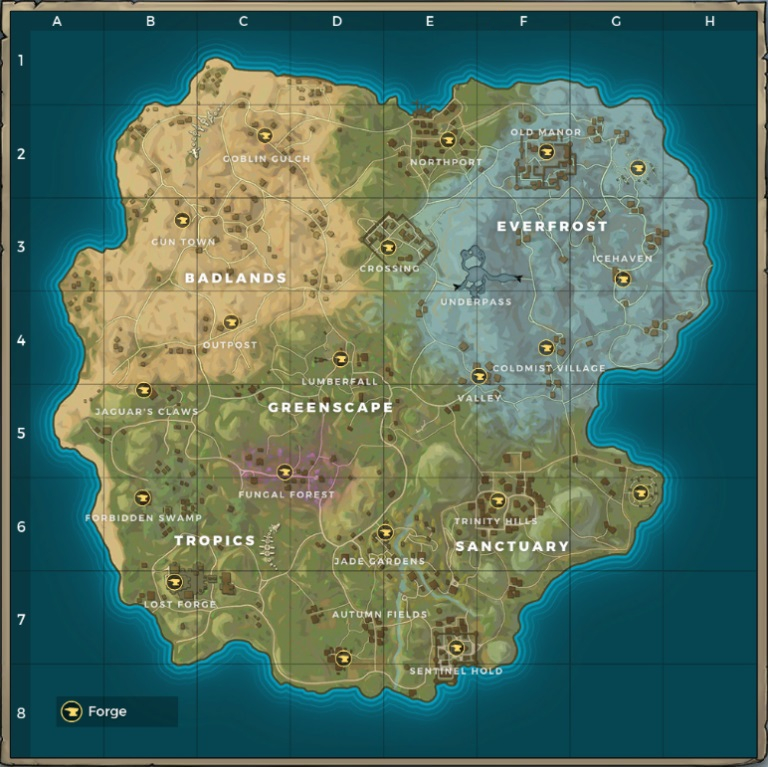 A B C D E F G H
1
2
3
4
5
6
7
8
OLD MANOR
GOBLIN GULCH
NORTHPORT
EVERFROST
GUN TOWN
ICEHAVEN
CROSSING
BADLANDS
UNDERPASS
OUTPOST
COLDMIST VILLAGE
LUMBERFALL
VALLEY
GREENSCAPE
JAGUAR'S CLAWS
FUNGAL FOREST
FORBIDDEN SWAMP
TRINITY HILLS
TROPICS
SANCTUARY
JADE GARDENS
LOST FORGE
AUTUMN FIELDS
SENTINEL HOLD
Forge